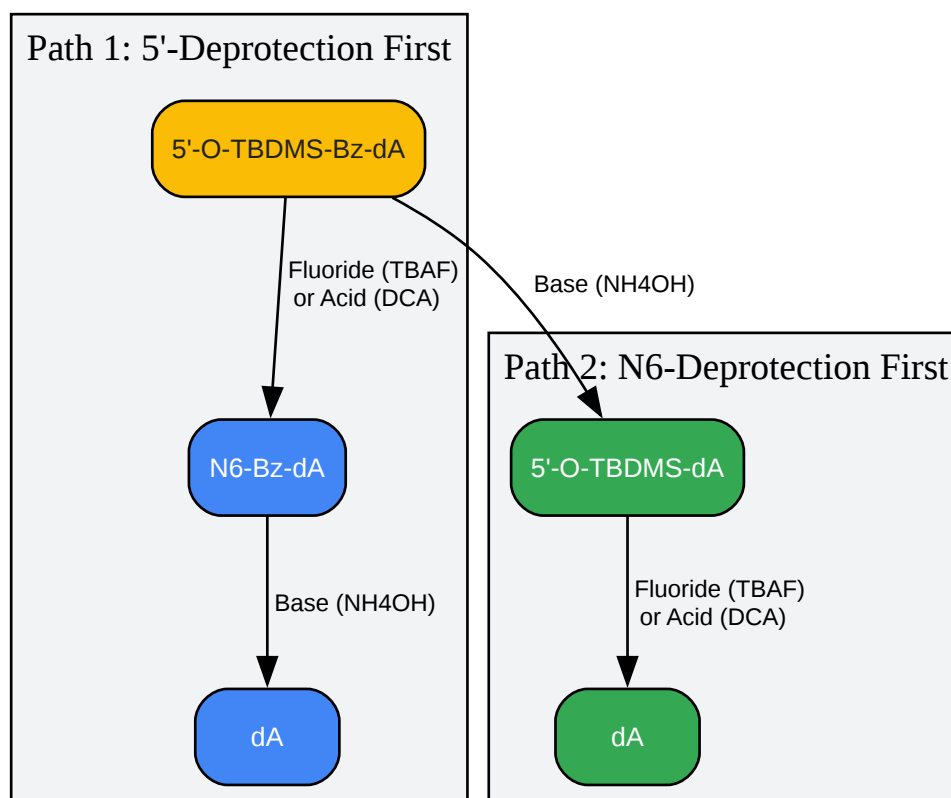 Path 1: 5'-Deprotection First
5'-O-TBDMS-Bz-dA
Fluoride (TBAF)
or Acid (DCA)
Base (NH4OH)
Path 2: N6-Deprotection First
N6-Bz-dA
5'-O-TBDMS-dA
Base (NH4OH)
Fluoride (TBAF)
or Acid (DCA)
dA
dA